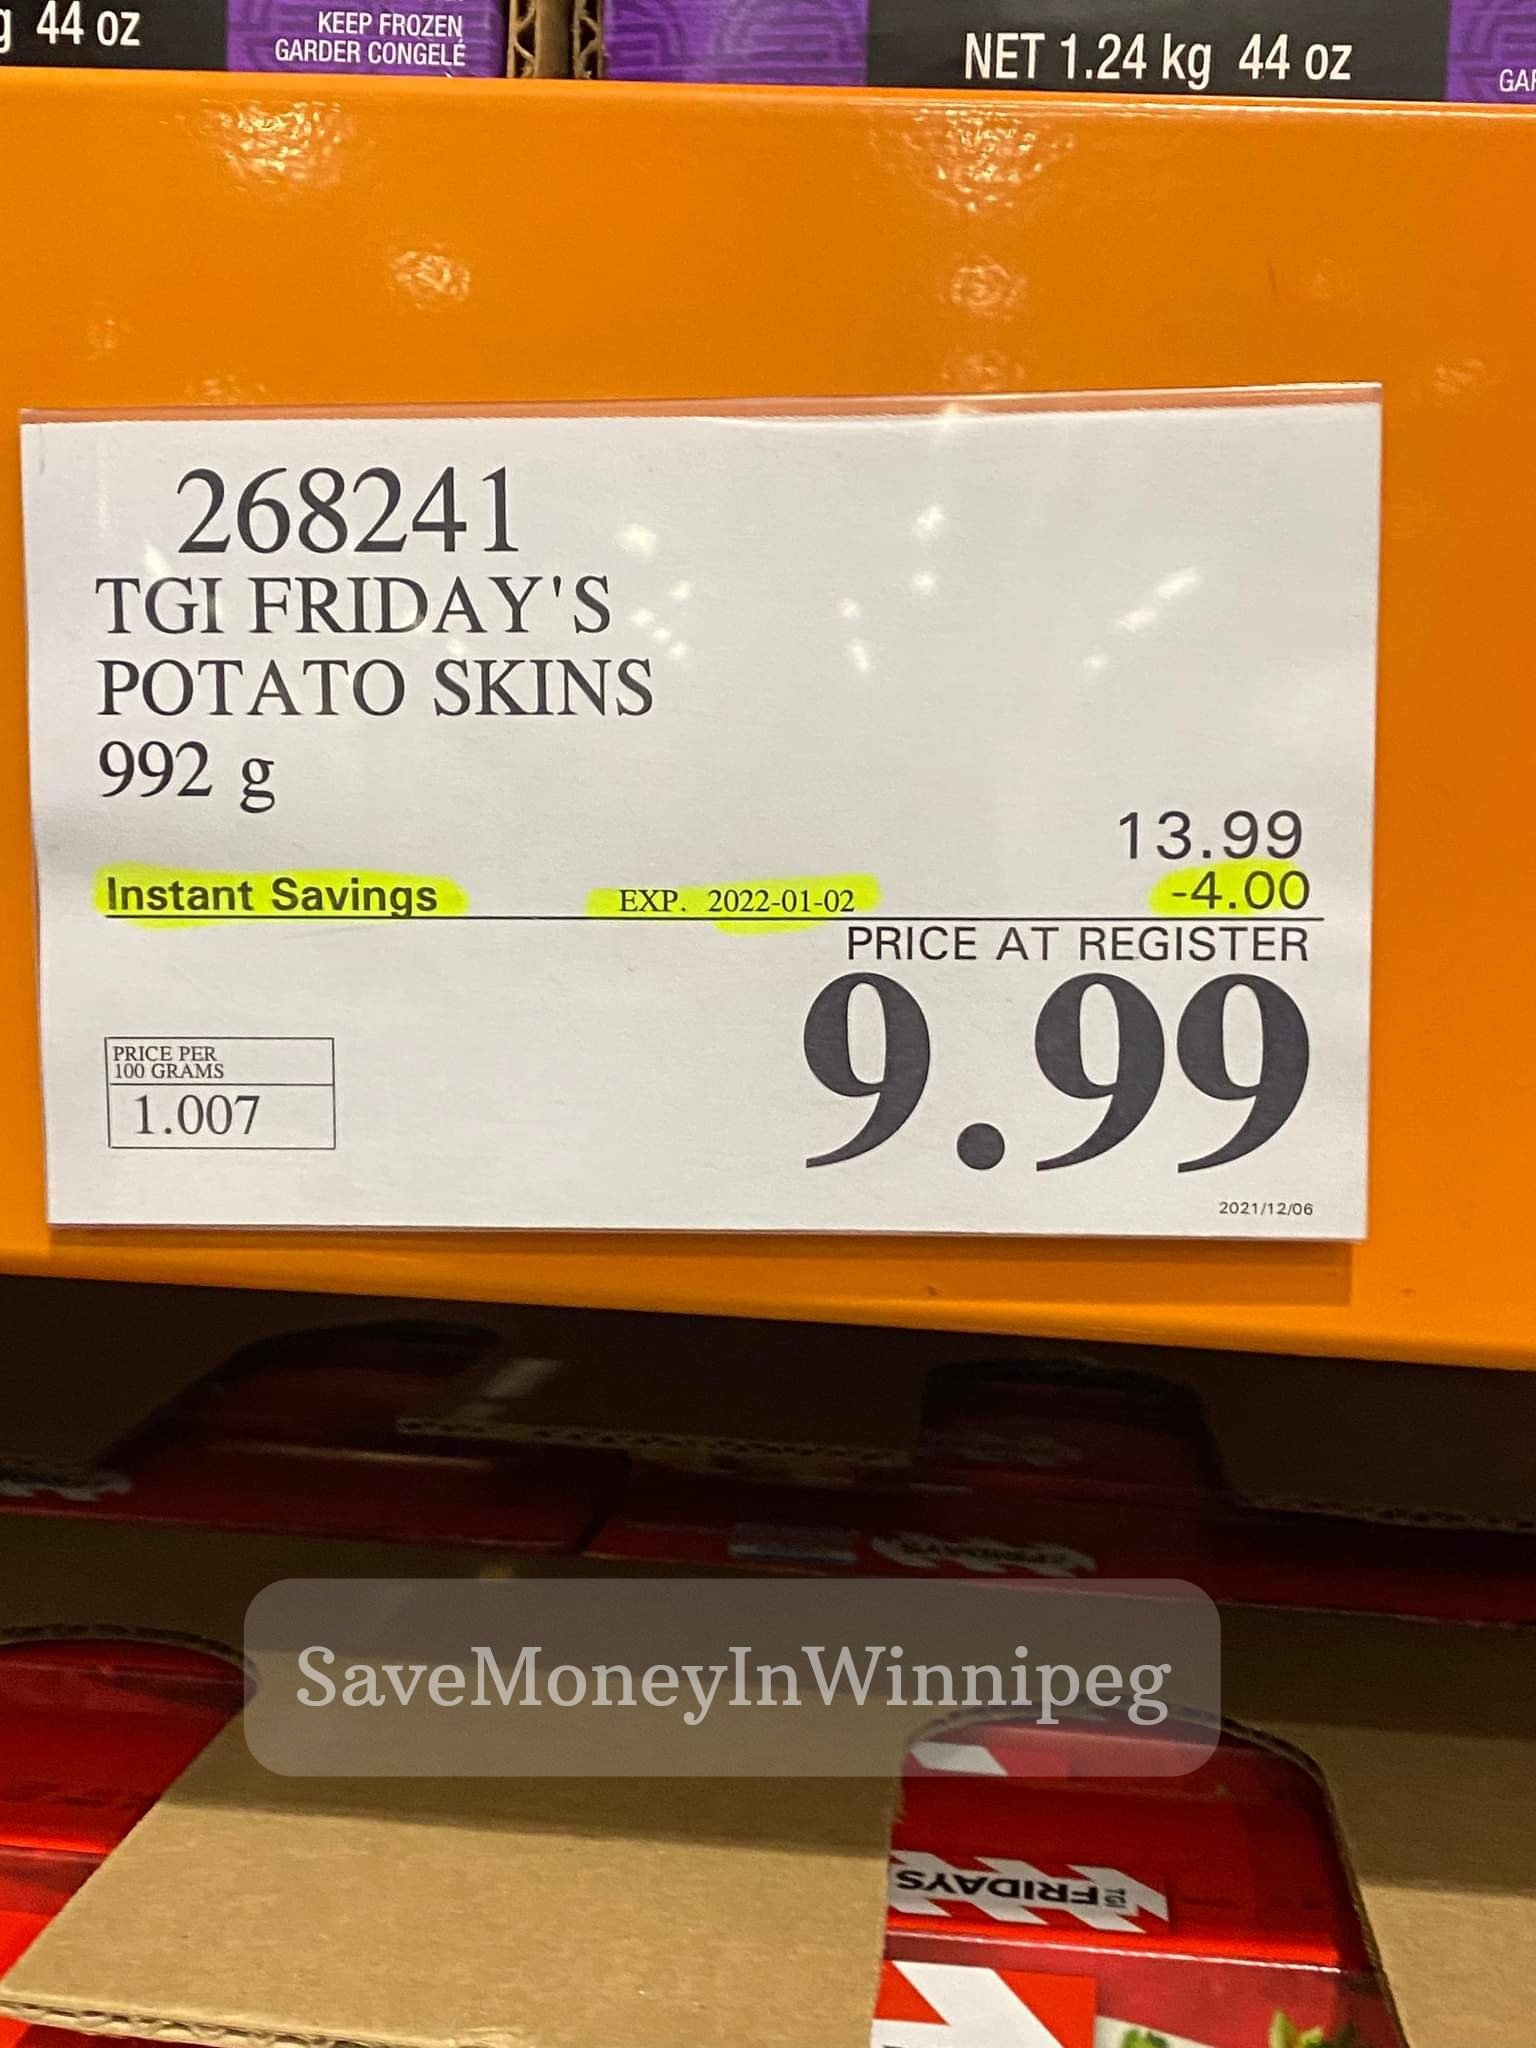 g 44 oz
KEEP FROZEN
GARDER CONGELÉ
NET 1.24 kg 44 oz
268241
TGI FRIDAY'S
POTATO SKINS
992 g
13.99
Instant Savings EXP. 2022-01-02 -4.00
PRICE AT REGISTER
9.99
PRICE PER
100 GRAMS
1.007
2021/12/06
SaveMoneyInWinnipeg
TGI FRIDAYS